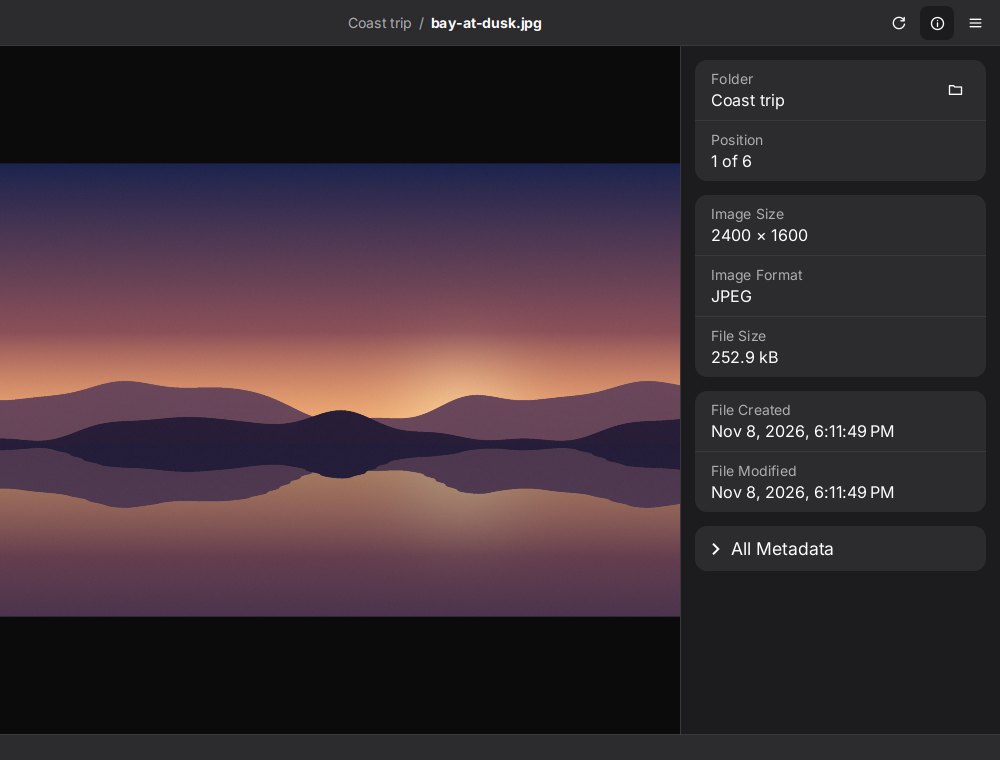 Coast trip / bay-at-dusk.jpg
Folder
Coast trip
Position
1 of 6
Image Size
2400 × 1600
Image Format
JPEG
File Size
252.9 kB
File Created
Nov 8, 2026, 6:11:49 PM
File Modified
Nov 8, 2026, 6:11:49 PM
All Metadata